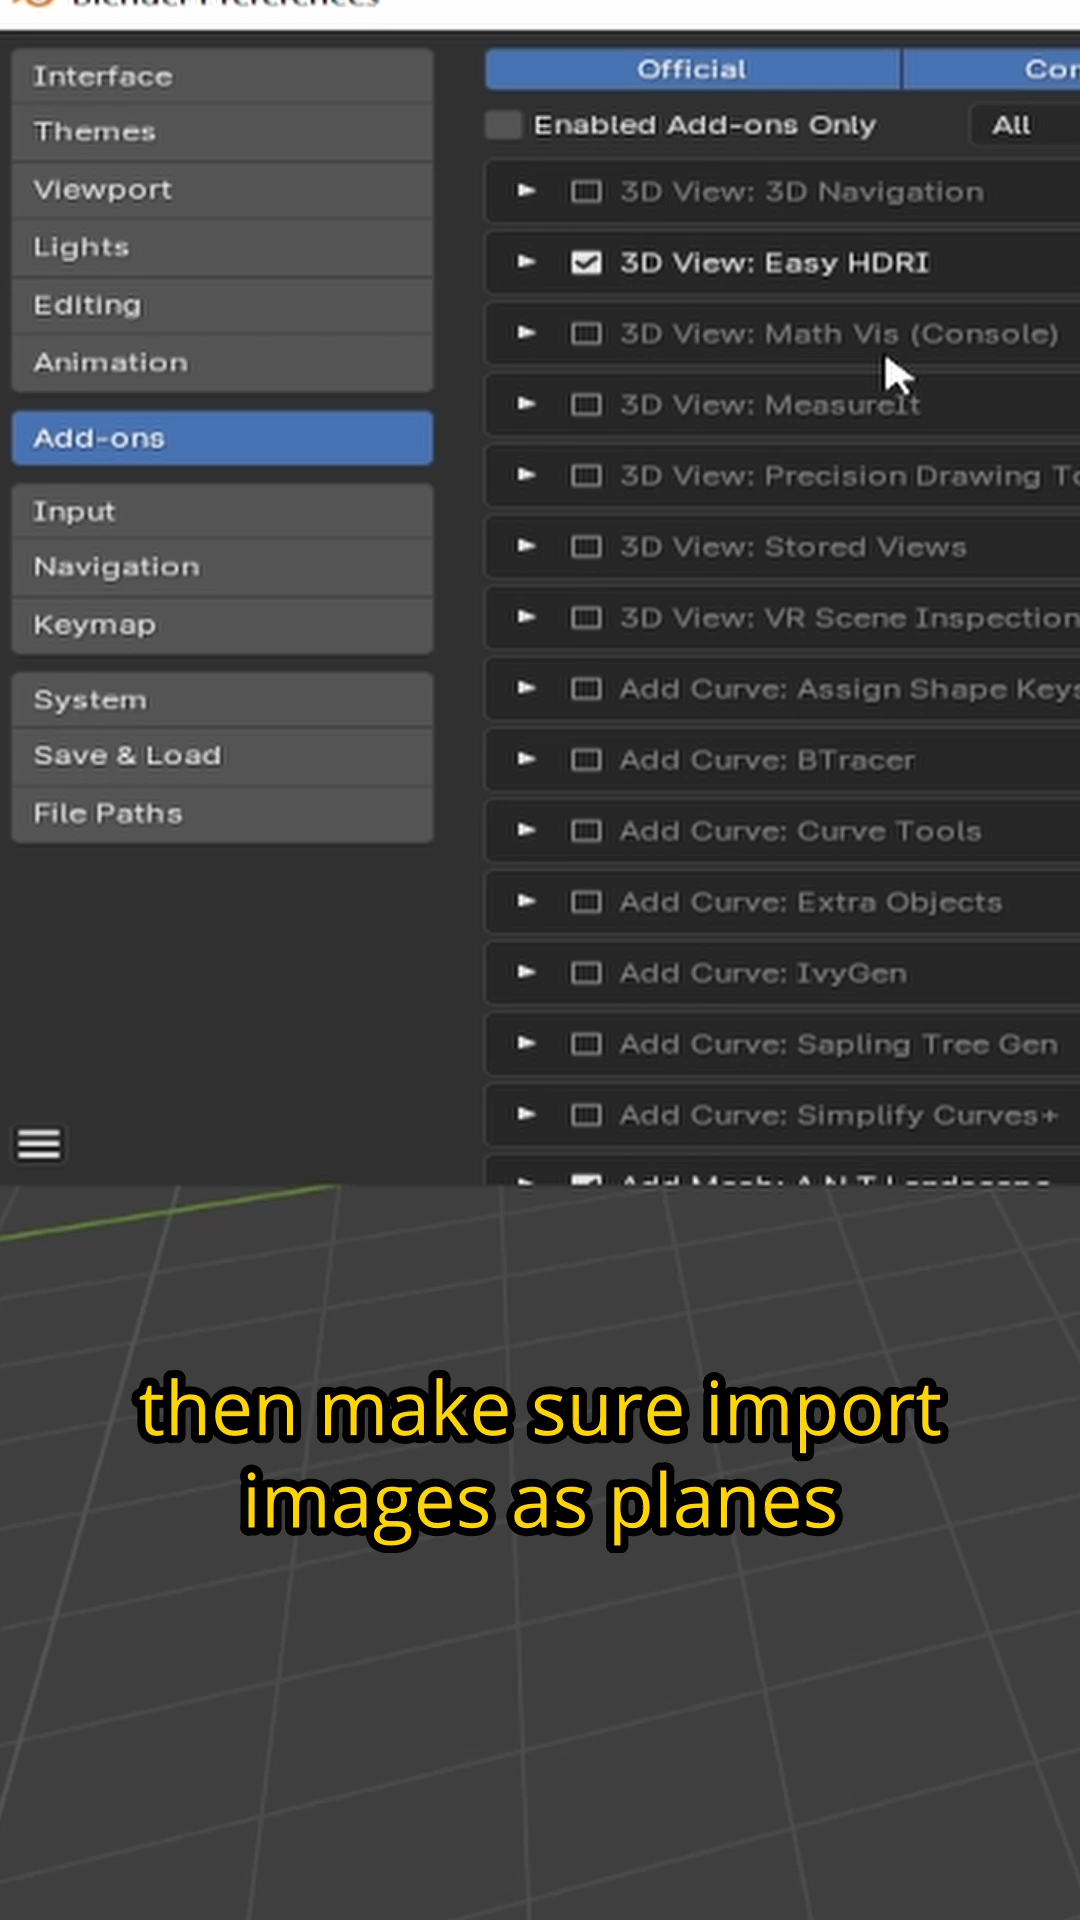 Blender Preferences
Interface
Themes
Viewport
Lights
Editing
Animation
Add-ons
Input
Navigation
Keymap
System
Save & Load
File Paths
Official
Enabled Add-ons Only
All
3D View: 3D Navigation
3D View: Easy HDRI
3D View: Math Vis (Console)
3D View: MeasureIt
3D View: Precision Drawing
3D View: Stored Views
3D View: VR Scene Inspection
Add Curve: Assign Shape Keys
Add Curve: BTracer
Add Curve: Curve Tools
Add Curve: Extra Objects
Add Curve: IvyGen
Add Curve: Sapling Tree Gen
Add Curve: Simplify Curves+
Add Mesh: A.N.T.Landscape
then make sure import
images as planes